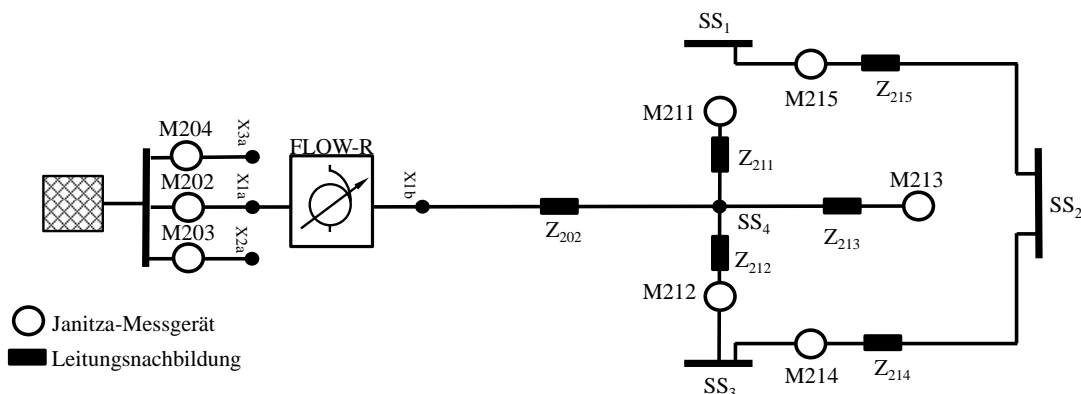 SS₁
M215
Z₂₁₅
M211
Z₂₁₁
M204
X3a
FLOW-R
M202
X1a
X1b
M213
SS₂
M203
X2a
Z₂₀₂
SS₄
Z₂₁₃
Z₂₁₂
M212
Janitza-Messgerät
Leitungsnachbildung
SS₃
M214
Z₂₁₄